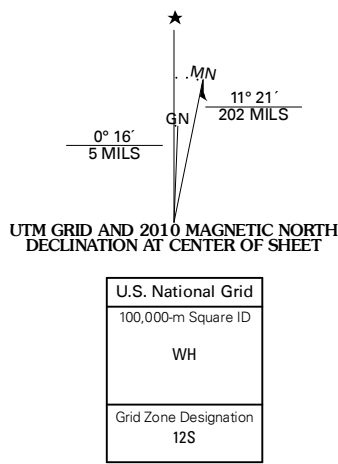 MN
11° 21´
202 MILS
GN
0° 16´
5 MILS
UTM GRID AND 2010 MAGNETIC NORTH
DECLINATION AT CENTER OF SHEET
U.S. National Grid
100,000-m Square ID
WH
Grid Zone Designation
12S